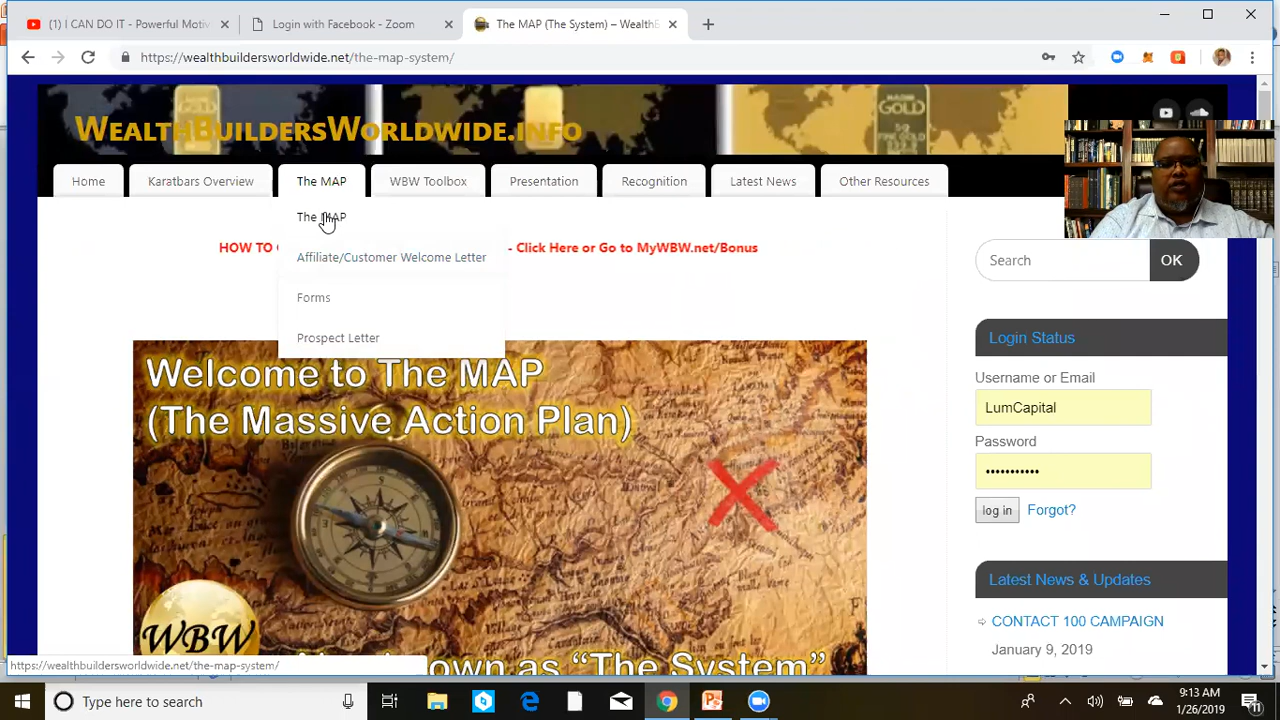 (1) I CAN DO IT - Powerful Motiv
Login with Facebook - Zoom
The MAP (The System) – Wealth
https://wealthbuildersworldwide.net/the-map-system/
WEALTHBUILDERSWORLDWIDE.INFO
GOLD
Home
Karatbars Overview
The MAP
WBW Toolbox
Presentation
Recognition
Latest News
Other Resources
The MAP
Affiliate/Customer Welcome Letter
Forms
Prospect Letter
HOW TO
- Click Here or Go to MyWBW.net/Bonus
Search
OK
Login Status
Username or Email
LumCapital
Password
•••••••••••
log in
Forgot?
Welcome to The MAP
(The Massive Action Plan)
WBW
own as “The System”
Latest News & Updates
CONTACT 100 CAMPAIGN
January 9, 2019
https://wealthbuildersworldwide.net/the-map-system/
Type here to search
9:13 AM
1/26/2019
11